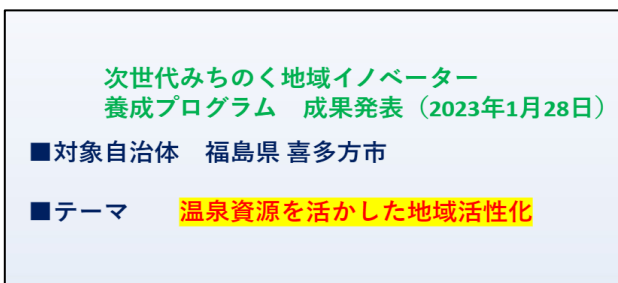 次世代みちのく地域イノベーター
養成プログラム　成果発表（2023年1月28日）
■対象自治体　福島県 喜多方市
■テーマ　　温泉資源を活かした地域活性化